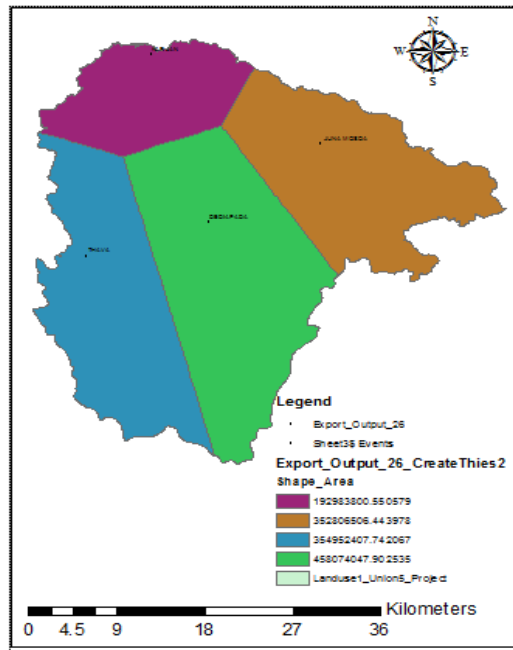 N
W E
S
JUNA MOSDA
DEDIAPADA
THAVA
Legend
Export_Output_26
Sheet3$ Events
Export_Output_26_CreateThies2
Shape_Area
192983800.550579
352806506.443978
354952407.742067
458074047.902535
Landuse1_Union5_Project
Kilometers
0 4.5 9 18 27 36